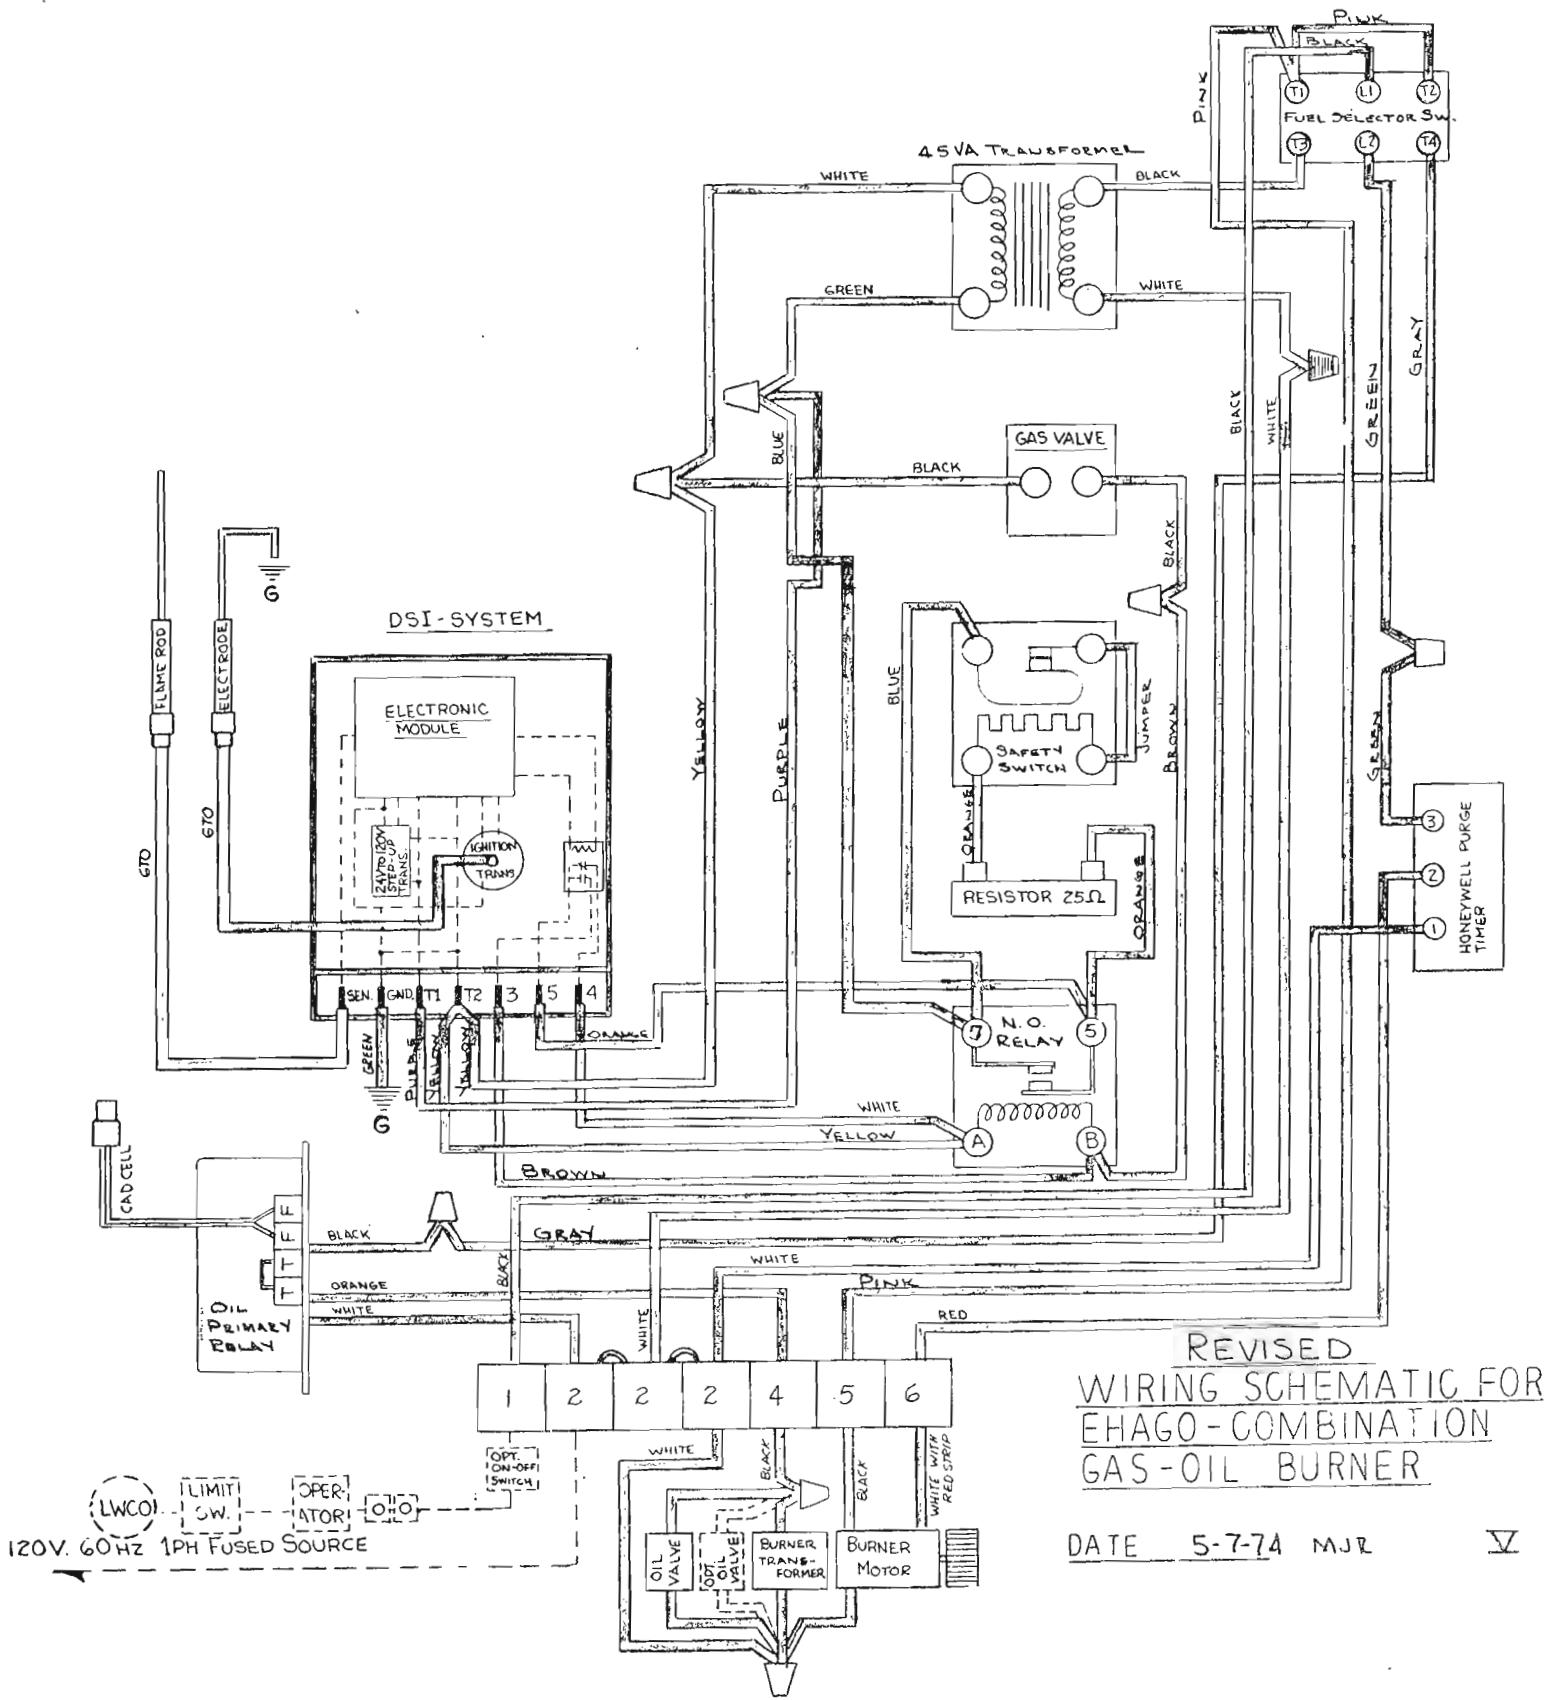 PINK
BLACK
PINK
T1 L1 T2
FUEL SELECTOR SW.
T3 L2 T4
45VA TRANSFORMER
WHITE
BLACK
GREEN
WHITE
GRAY
GREEN
BLACK
WHITE
BLUE
GAS VALVE
BLACK
BLACK
G
DSI-SYSTEM
FLAME ROD
ELECTRODE
ELECTRONIC
MODULE
YELLOW
PURPLE
BLUE
JUMPER
BROWN
SAFETY
SWITCH
GREEN
ORANGE
GTO
GTO
24V TO 120V
STEP-UP
TRANS.
IGNITION
TRANS
RESISTOR 25Ω
ORANGE
3
2
1
HONEYWELL PURGE
TIMER
SEN. GND. T1 T2 3 5 4
ORANGE
7 N.O. 5
RELAY
GREEN
PURPLE
YELLOW
YELLOW
G
WHITE
YELLOW
A B
BROWN
CAD CELL
F
F
T
T
BLACK
GRAY
BLACK
WHITE
ORANGE
PINK
WHITE
OIL
PRIMARY
RELAY
WHITE
RED
1 2 2 2 4 5 6
REVISED
WIRING SCHEMATIC FOR
EHAGO-COMBINATION
GAS-OIL BURNER
OPT.
ON-OFF
SWITCH
WHITE
BLACK
BLACK
WHITE WITH
RED STRIP
LWCO
LIMIT
SW.
OPER-
ATOR
120V. 60HZ 1PH FUSED SOURCE
OIL
VALVE
OPT.
OIL
VALVE
BURNER
TRANS-
FORMER
BURNER
MOTOR
DATE 5-7-74 MJR V